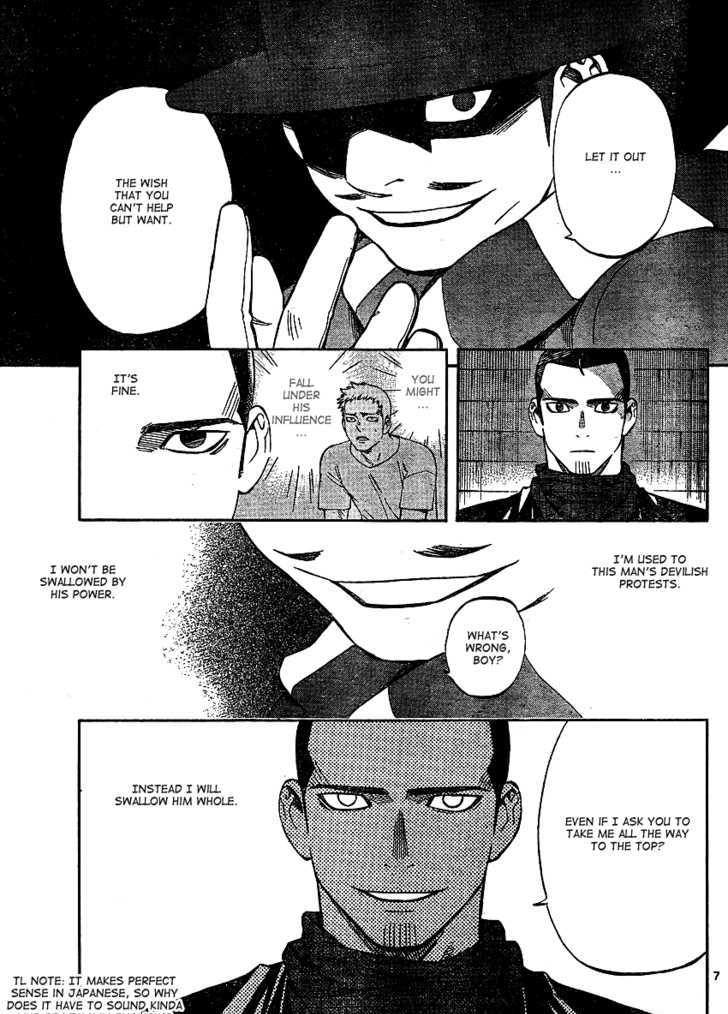 LET IT OUT
...
THE WISH
THAT YOU
CAN'T HELP
BUT WANT.
YOU
MIGHT
...
FALL
UNDER
HIS
INFLUENCE
...
IT'S
FINE.
I'M USED TO
THIS MAN'S DEVILISH
PROTESTS.
I WON'T BE
SWALLOWED BY
HIS POWER.
WHAT'S
WRONG,
BOY?
EVEN IF I ASK YOU TO
TAKE ME ALL THE WAY
TO THE TOP?
INSTEAD I WILL
SWALLOW HIM WHOLE.
7
TL NOTE: IT MAKES PERFECT
SENSE IN JAPANESE, SO WHY
DOES IT HAVE TO SOUND KINDA